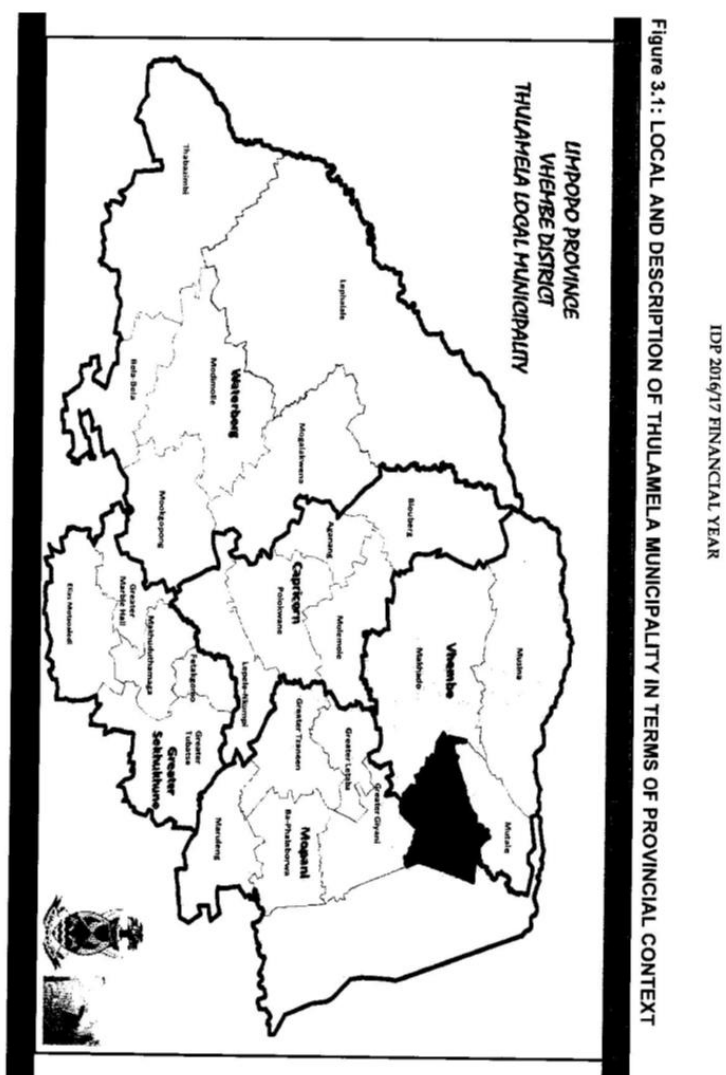 IDP 2016/17 FINANCIAL YEAR
Figure 3.1: LOCAL AND DESCRIPTION OF THULAMELA MUNICIPALITY IN TERMS OF PROVINCIAL CONTEXT
LIMPOPO PROVINCE
VHEMBE DISTRICT
THULAMELA LOCAL MUNICIPALITY
Musina
Mutale
Vhembe
Makhado
Blouberg
Lephalale
Molemole
Greater Giyani
Greater Letaba
Aganang
Mogalakwena
Capricorn
Polokwane
Greater Tzaneen
Mopani
Ba-Phalaborwa
Waterberg
Modimolle
Lepele-Nkumpi
Maruleng
Thabazimbi
Mookgopong
Fetakgomo
Greater
Tubatse
Bela-Bela
Makhuduthamaga
Greater
Sekhukhune
Greater
Marble Hall
Elias Motsoaledi